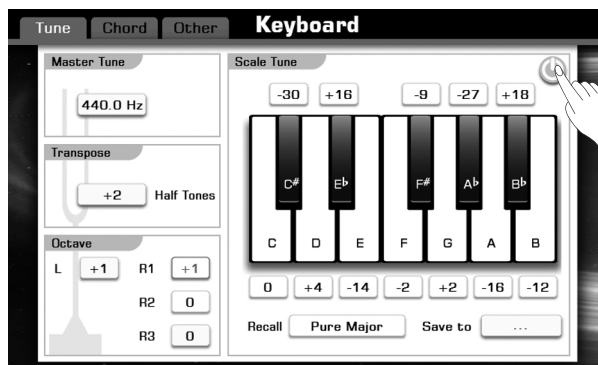 Tune Chord Other Keyboard
Master Tune
440.0 Hz
Transpose
+2 Half Tones
Octave
L +1 R1 +1
R2 0
R3 0
Scale Tune
-30 +16 -9 -27 +18
C# E♭ F# A♭ B♭
C D E F G A B
0 +4 -14 -2 +2 -16 -12
Recall Pure Major Save to ...